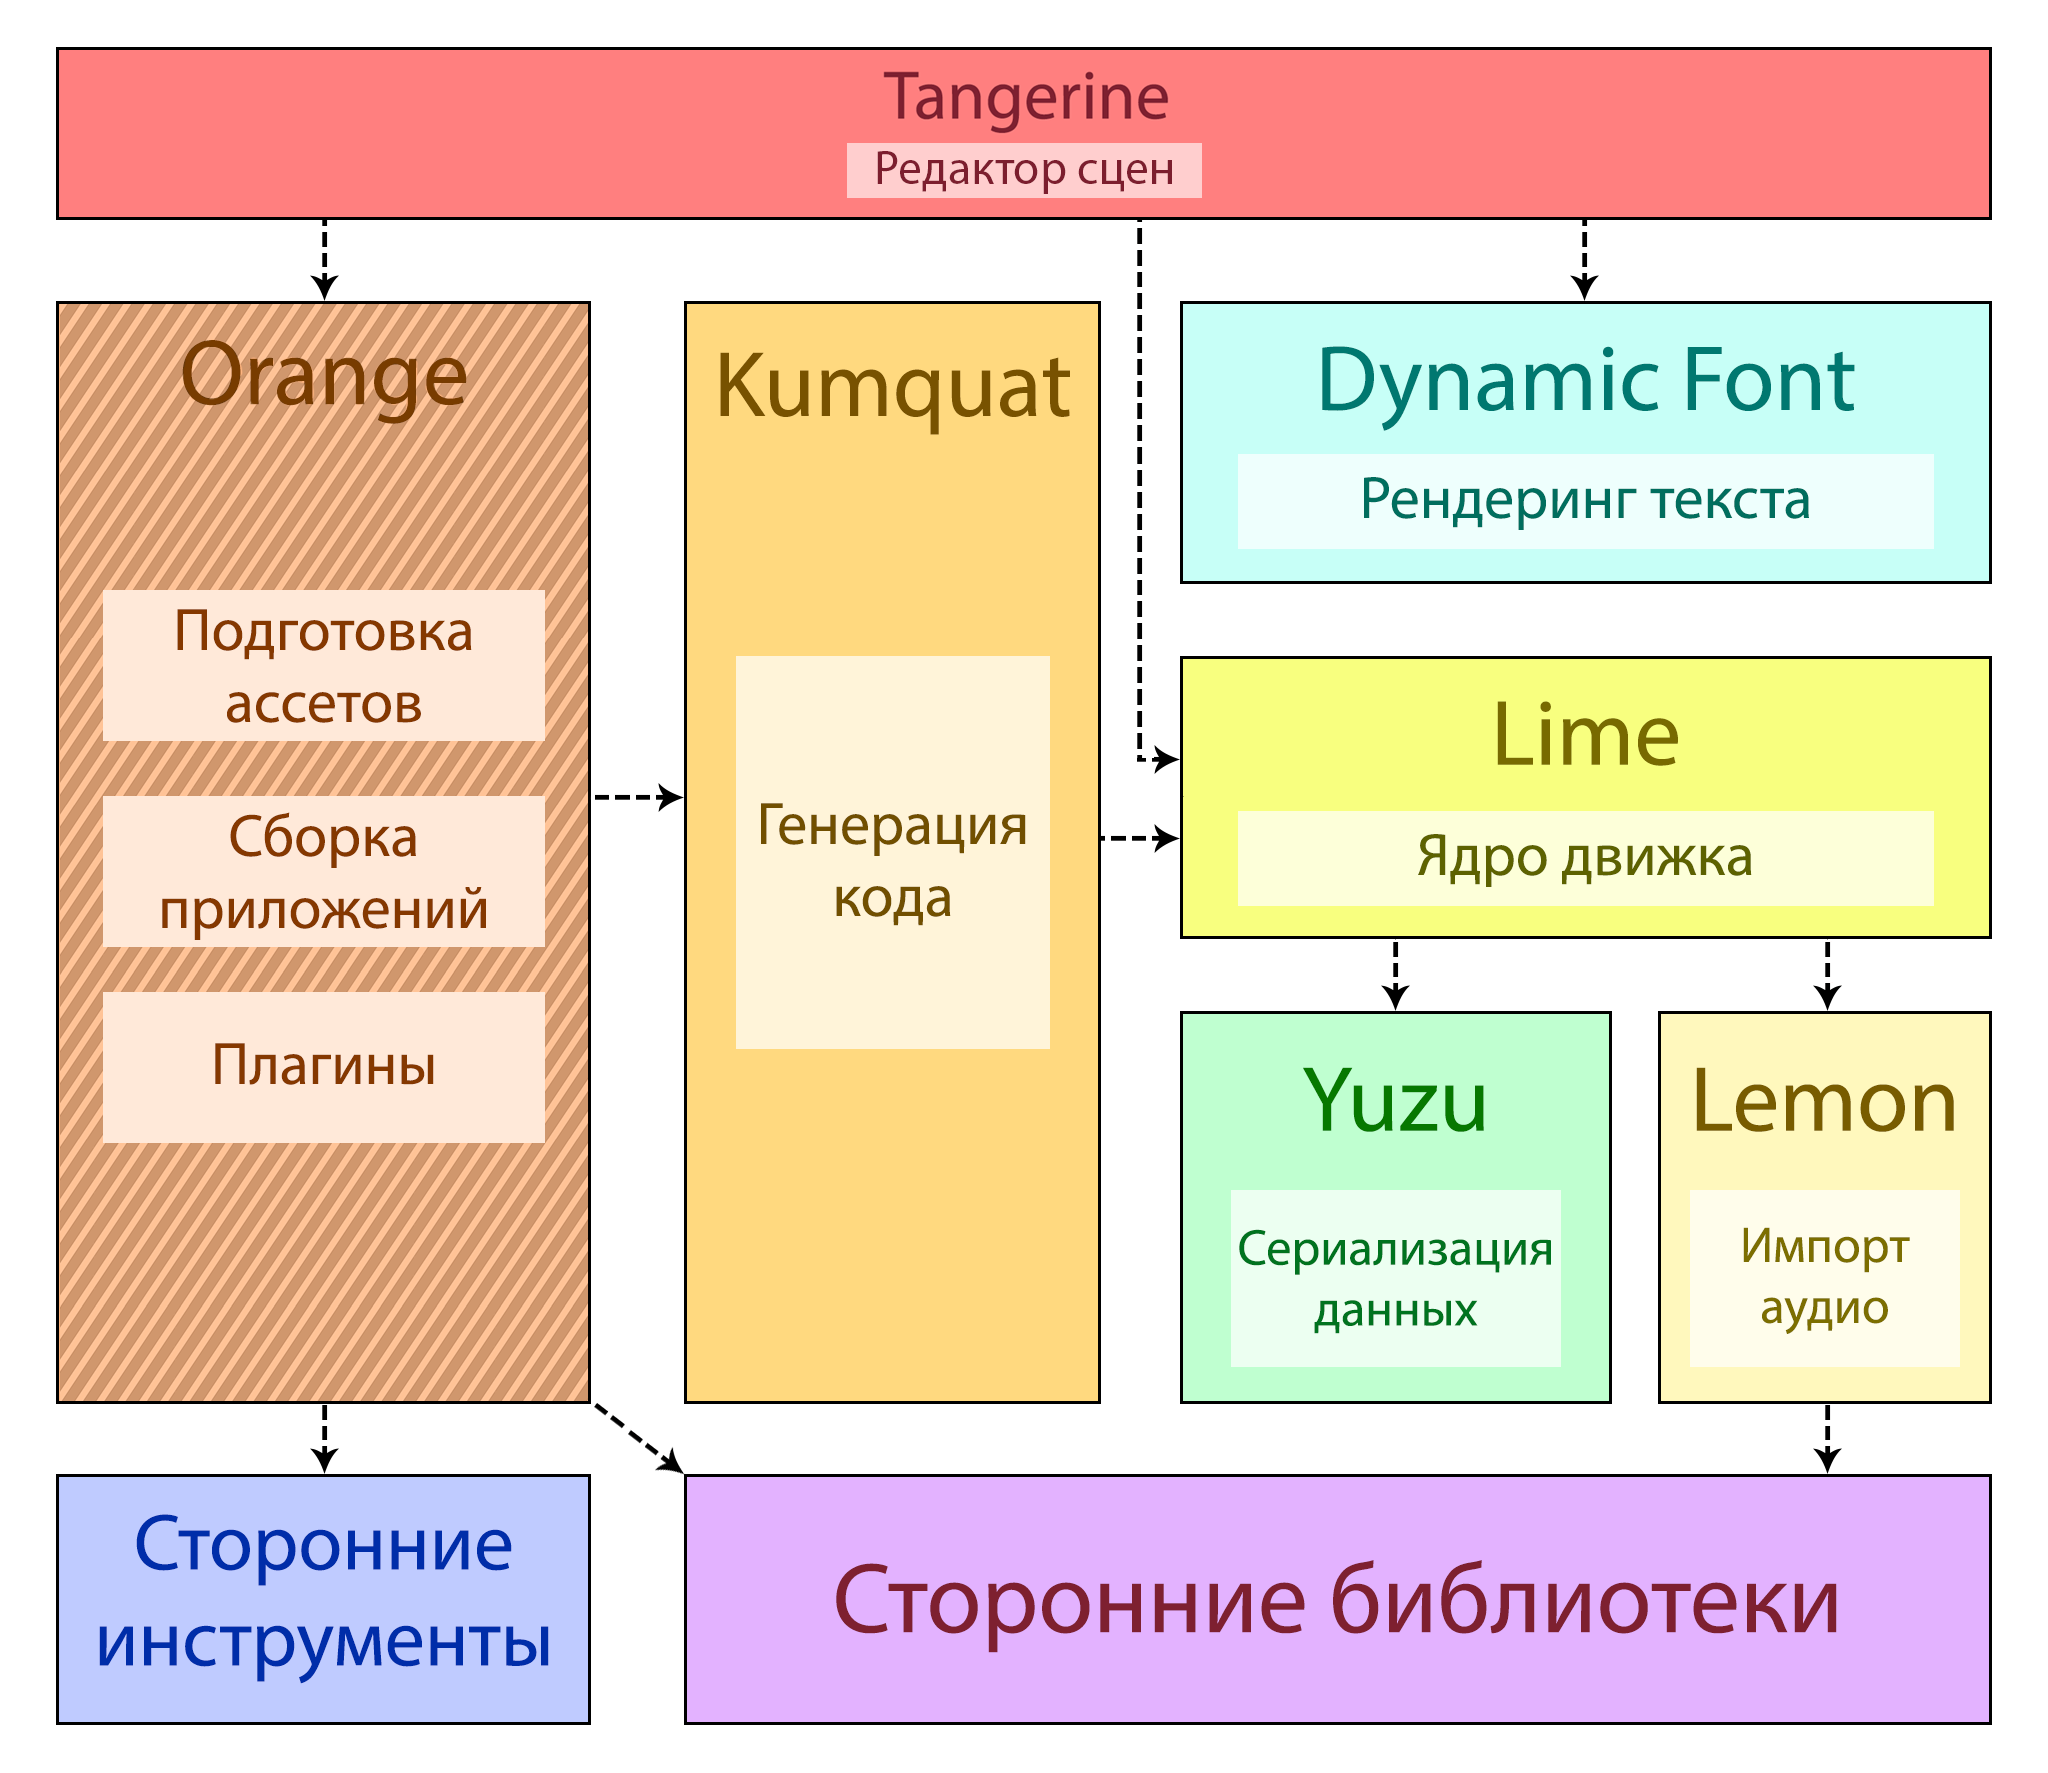 Tangerine
Редактор сцен
Orange
Подготовка
ассетов
Сборка
приложений
Плагины
Kumquat
Генерация
кода
Dynamic Font
Рендеринг текста
Lime
Ядро движка
Yuzu
Сериализация
данных
Lemon
Импорт
аудио
Сторонние
инструменты
Сторонние библиотеки